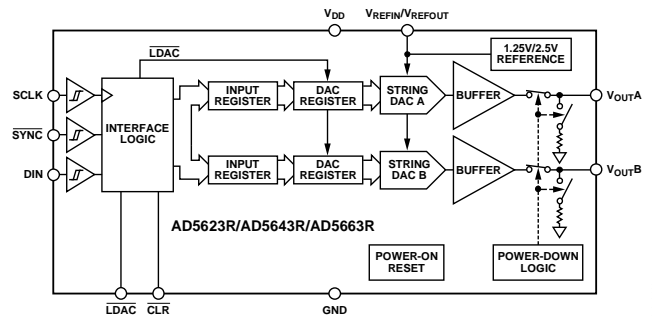 VDD
VREFIN/VREFOUT
LDAC
1.25V/2.5V
REFERENCE
SCLK
SYNC
DIN
INTERFACE
LOGIC
INPUT
REGISTER
DAC
REGISTER
STRING
DAC A
BUFFER
VOUTA
INPUT
REGISTER
DAC
REGISTER
STRING
DAC B
BUFFER
VOUTB
AD5623R/AD5643R/AD5663R
POWER-ON
RESET
POWER-DOWN
LOGIC
LDAC
CLR
GND